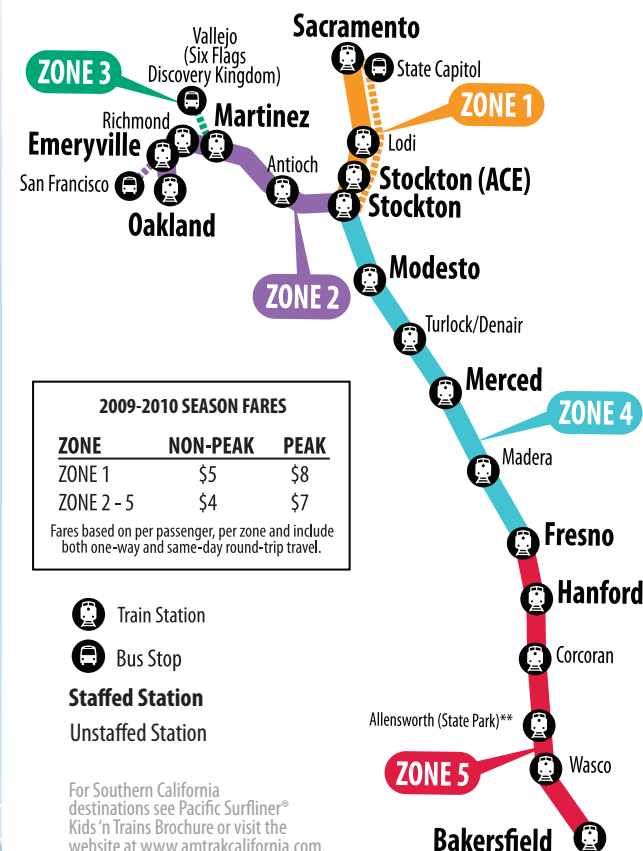 Vallejo
(Six Flags
Discovery Kingdom)
ZONE 3
Richmond
Martinez
Emeryville
San Francisco
Oakland
Antioch
ZONE 2
Sacramento
State Capitol
ZONE 1
Lodi
Stockton (ACE)
Stockton
Modesto
Turlock/Denair
Merced
ZONE 4
Madera
Fresno
Hanford
Corcoran
Allensworth (State Park)**
ZONE 5
Wasco
Bakersfield
2009-2010 SEASON FARES
ZONE NON-PEAK PEAK
ZONE 1 $5 $8
ZONE 2 - 5 $4 $7
Fares based on per passenger, per zone and include
both one-way and same-day round-trip travel.
Train Station
Bus Stop
Staffed Station
Unstaffed Station
For Southern California
destinations see Pacific Surfliner®
Kids 'n Trains Brochure or visit the
website at www.amtrakcalifornia.com